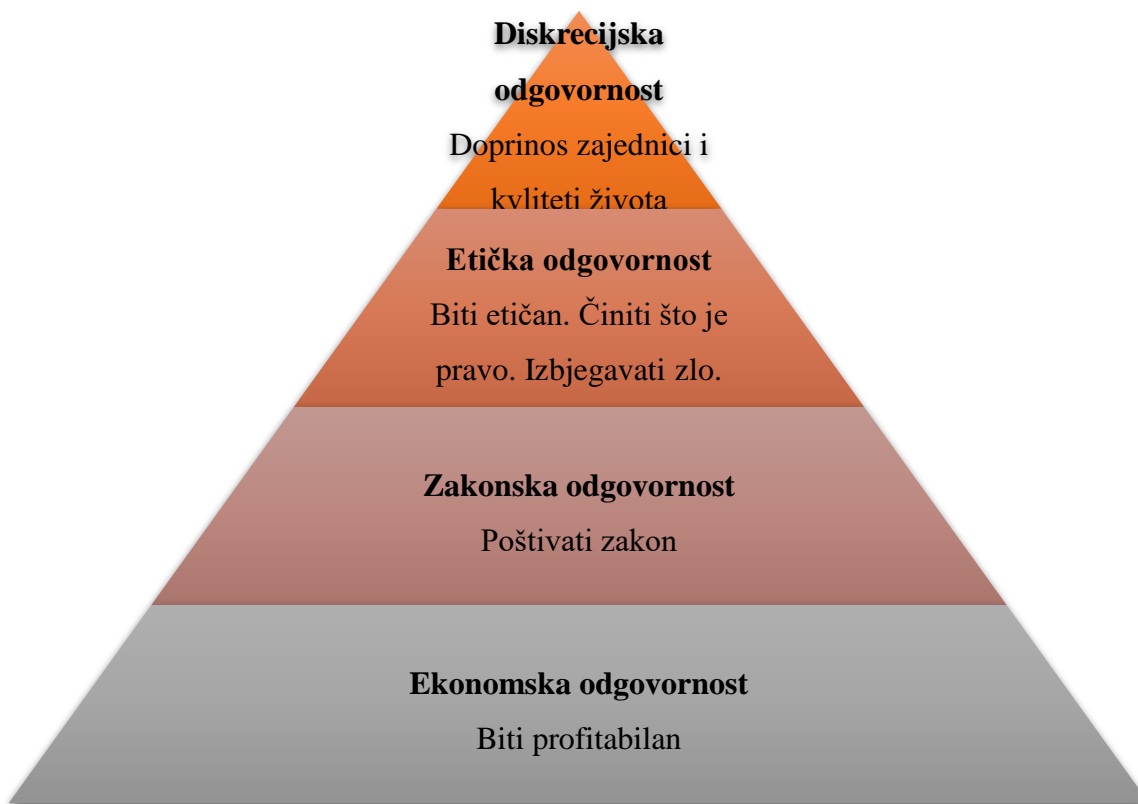 Diskrecijska
odgovornost
Doprinos zajednici i
kvliteti života
Etička odgovornost
Biti etičan. Činiti što je
pravo. Izbjegavati zlo.
Zakonska odgovornost
Poštivati zakon
Ekonomska odgovornost
Biti profitabilan